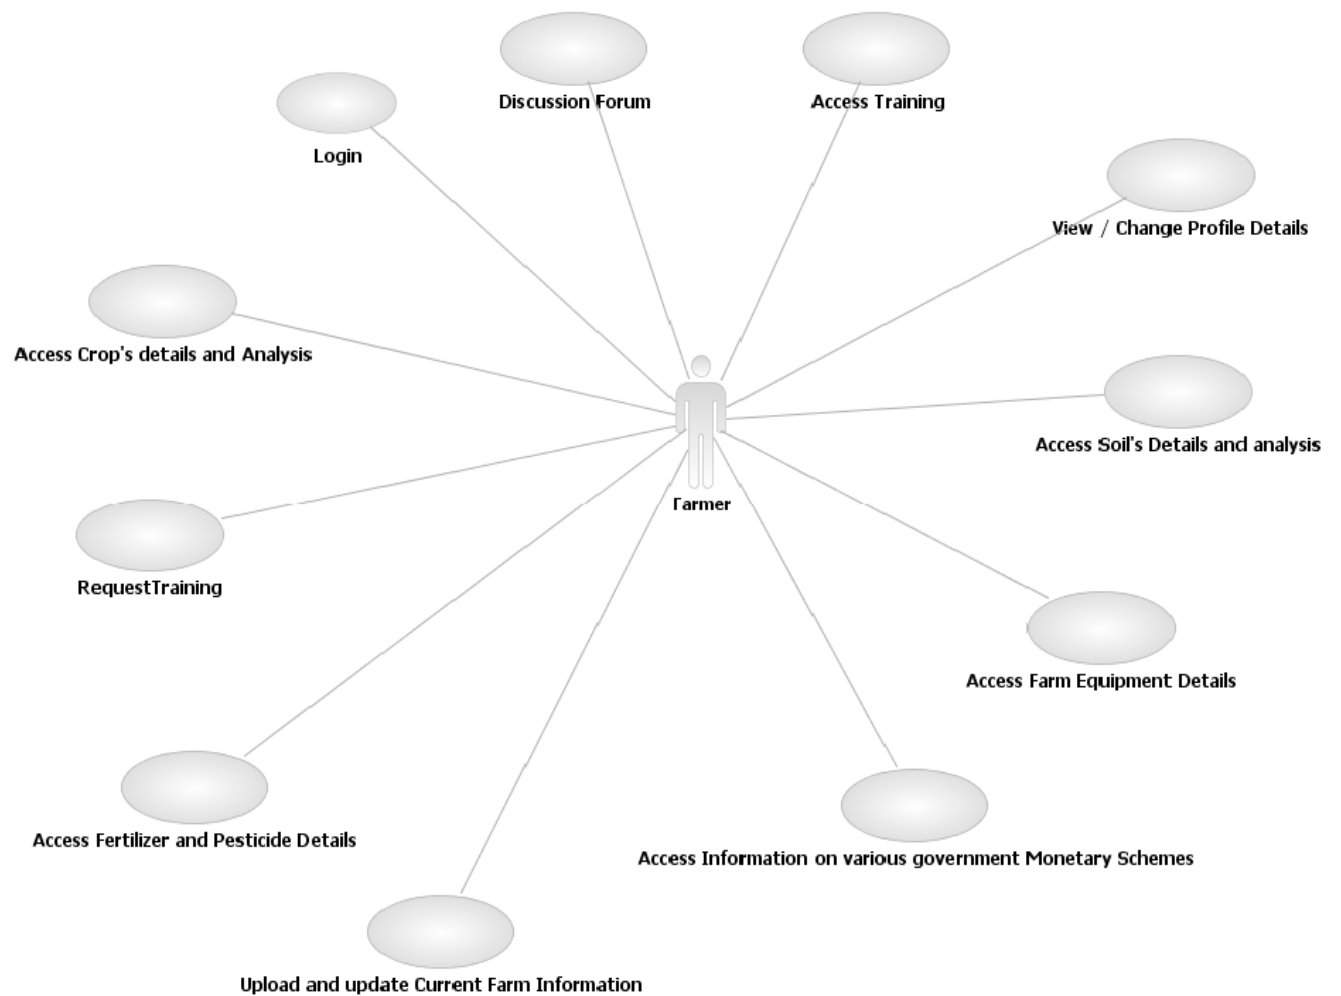 Discussion Forum
Access Training
Login
View / Change Profile Details
Access Crop's details and Analysis
Access Soil's Details and analysis
Farmer
RequestTraining
Access Farm Equipment Details
Access Fertilizer and Pesticide Details
Access Information on various government Monetary Schemes
Upload and update Current Farm Information